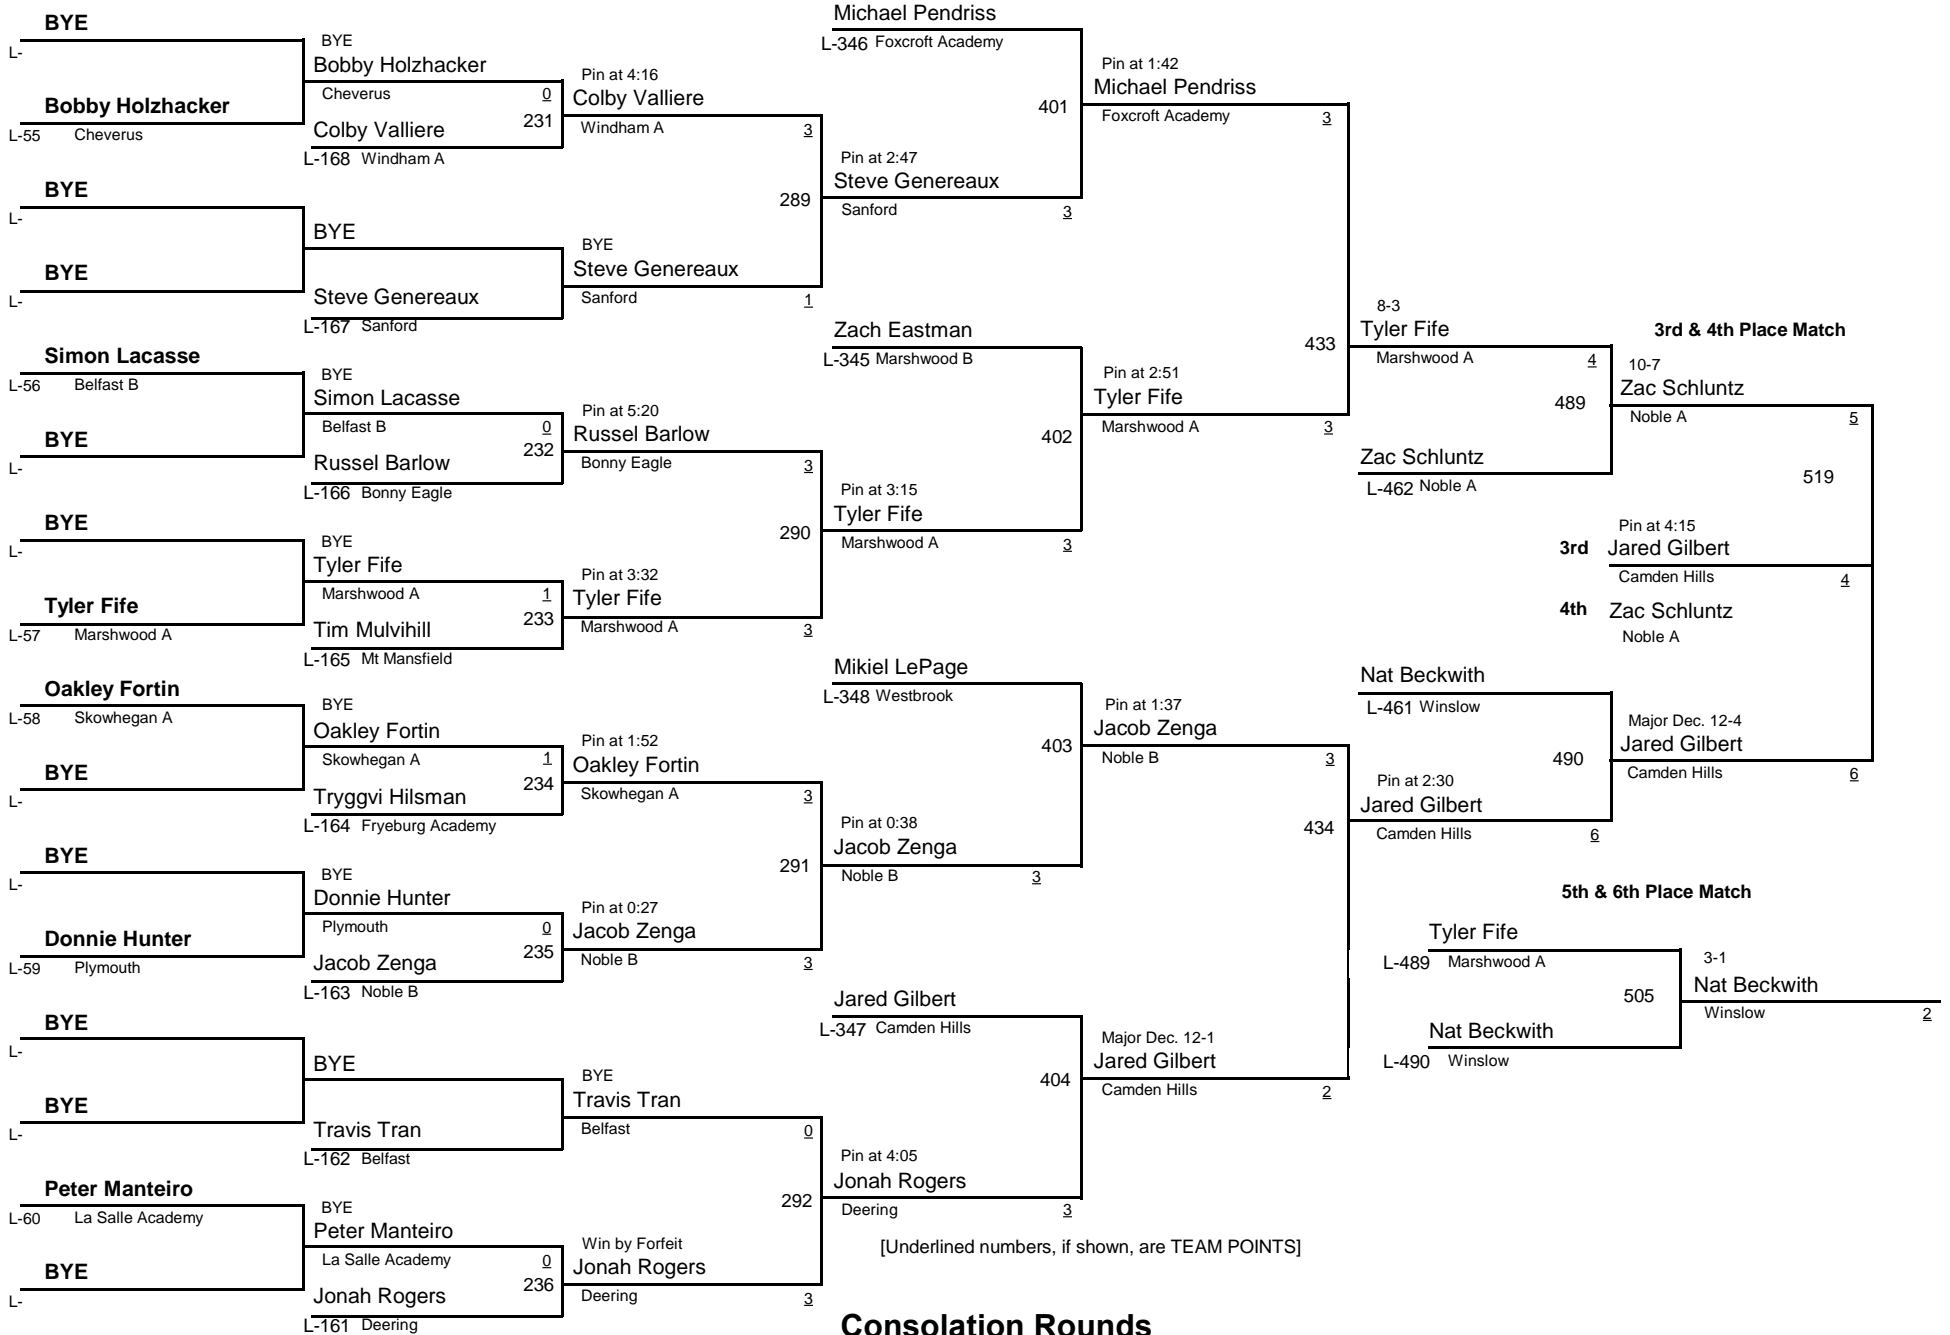 BYE
L-
Bobby Holzhacker
L-55 Cheverus
BYE
L-
BYE
L-
Simon Lacasse
L-56 Belfast B
BYE
L-
BYE
L-
Tyler Fife
L-57 Marshwood A
Oakley Fortin
L-58 Skowhegan A
BYE
L-
BYE
L-
Donnie Hunter
L-59 Plymouth
BYE
L-
BYE
L-
Peter Manteiro
L-60 La Salle Academy
BYE
L-
BYE
Bobby Holzhacker
Cheverus 0
231
Colby Valliere
L-168 Windham A
BYE
Steve Genereaux
L-167 Sanford
BYE
Simon Lacasse
Belfast B 0
232
Russel Barlow
L-166 Bonny Eagle
BYE
Tyler Fife
Marshwood A 1
233
Tim Mulvihill
L-165 Mt Mansfield
BYE
Oakley Fortin
Skowhegan A 1
234
Tryggvi Hilsman
L-164 Fryeburg Academy
BYE
Donnie Hunter
Plymouth 0
235
Jacob Zenga
L-163 Noble B
BYE
Travis Tran
L-162 Belfast
BYE
Peter Manteiro
La Salle Academy 0
236
Jonah Rogers
L-161 Deering
Pin at 4:16
Colby Valliere
Windham A 3
289
BYE
Steve Genereaux
Sanford 1
Pin at 5:20
Russel Barlow
Bonny Eagle 3
290
Pin at 3:32
Tyler Fife
Marshwood A 3
Pin at 1:52
Oakley Fortin
Skowhegan A 3
291
Pin at 0:27
Jacob Zenga
Noble B 3
BYE
Travis Tran
Belfast 0
292
Win by Forfeit
Jonah Rogers
Deering 3
Michael Pendriss
L-346 Foxcroft Academy
401
Pin at 2:47
Steve Genereaux
Sanford 3
Zach Eastman
L-345 Marshwood B
402
Pin at 3:15
Tyler Fife
Marshwood A 3
Mikiel LePage
L-348 Westbrook
403
Pin at 0:38
Jacob Zenga
Noble B 3
Jared Gilbert
L-347 Camden Hills
404
Pin at 4:05
Jonah Rogers
Deering 3
Pin at 1:42
Michael Pendriss
Foxcroft Academy 3
433
Pin at 2:51
Tyler Fife
Marshwood A 3
Pin at 1:37
Jacob Zenga
Noble B 3
434
Major Dec. 12-1
Jared Gilbert
Camden Hills 2
8-3
Tyler Fife
Marshwood A 4
489
Zac Schluntz
L-462 Noble A
Nat Beckwith
L-461 Winslow
490
Pin at 2:30
Jared Gilbert
Camden Hills 6
3rd & 4th Place Match
10-7
Zac Schluntz
Noble A 5
519
Pin at 4:15
3rd Jared Gilbert
Camden Hills 4
4th Zac Schluntz
Noble A
Major Dec. 12-4
Jared Gilbert
Camden Hills 6
5th & 6th Place Match
Tyler Fife
L-489 Marshwood A
505
Nat Beckwith
L-490 Winslow
3-1
Nat Beckwith
Winslow 2
[Underlined numbers, if shown, are TEAM POINTS]
Consolation Rounds